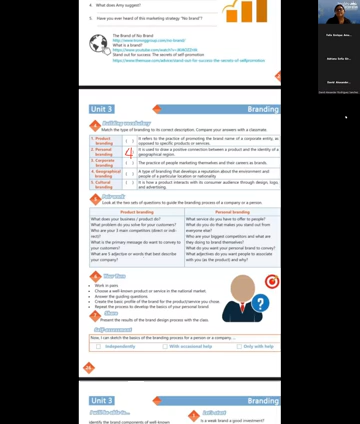 4. What does Amy suggest?
5. Have you ever heard of this marketing strategy "No brand"?
The Brand of No Brand
What is a brand?
Stand out for success. The secrets of self promotion
Unit 3
Branding
Building vocabulary
Match the type of branding to its correct description. Compare your answers with a classmate.
1. Product branding ( ) It refers to the practice of promoting the brand name of a corporate entity, as opposed to specific products or services.
2. Personal branding 4 It is used to draw a positive connection between a product and the identity of a geographical region.
3. Corporate branding ( ) The practice of people marketing themselves and their careers as brands.
4. Geographical branding ( ) A type of branding that develops a reputation about the environment and people of a particular location or nationality.
5. Cultural branding ( ) It is how a product interacts with its consumer audience through design, logo, and advertising.
Look at the two sets of questions to guide the branding process of a company or a person.
Product branding
What does your business / product do?
What problem do you solve for your customers?
Who are your 3 main competitors (direct or indirect)?
What is the primary message do want to convey to your customers?
What are 5 adjective or words that best describe your company?
Personal branding
What service do you have to offer to people?
What do you do that makes you stand out from everyone else?
Who are your biggest competitors and what are they doing to brand themselves?
What do you want your personal brand to convey?
What adjectives do you want people to associate with you (as the product) and why?
Your turn
• Work in pairs
• Choose a well-known product or service in the national market.
• Answer the guiding questions.
• Create the basic profile of the brand for the product/service you chose.
• Repeat the process to develop the basics of your personal brand
Share
Present the results of the brand design process with the class.
Self-assessment
Now, I can sketch the basics of the branding process for a person or a company, ...
Independently
With occasional help
Only with help
Unit 3
Branding
Let's start
Identify the brand components of well-known
Is a weak brand a good investment?